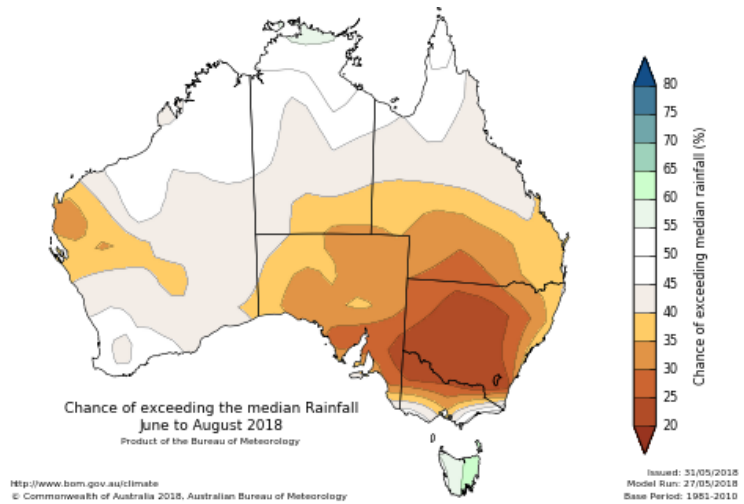 80
75
70
65
60
55
50
45
40
35
30
25
20
Chance of exceeding median rainfall (%)
Chance of exceeding the median Rainfall
June to August 2018
Product of the Bureau of Meteorology
http://www.bom.gov.au/climate
© Commonwealth of Australia 2018, Australian Bureau of Meteorology
Issued: 31/05/2018
Model Run: 27/05/2018
Base Period: 1981-2010